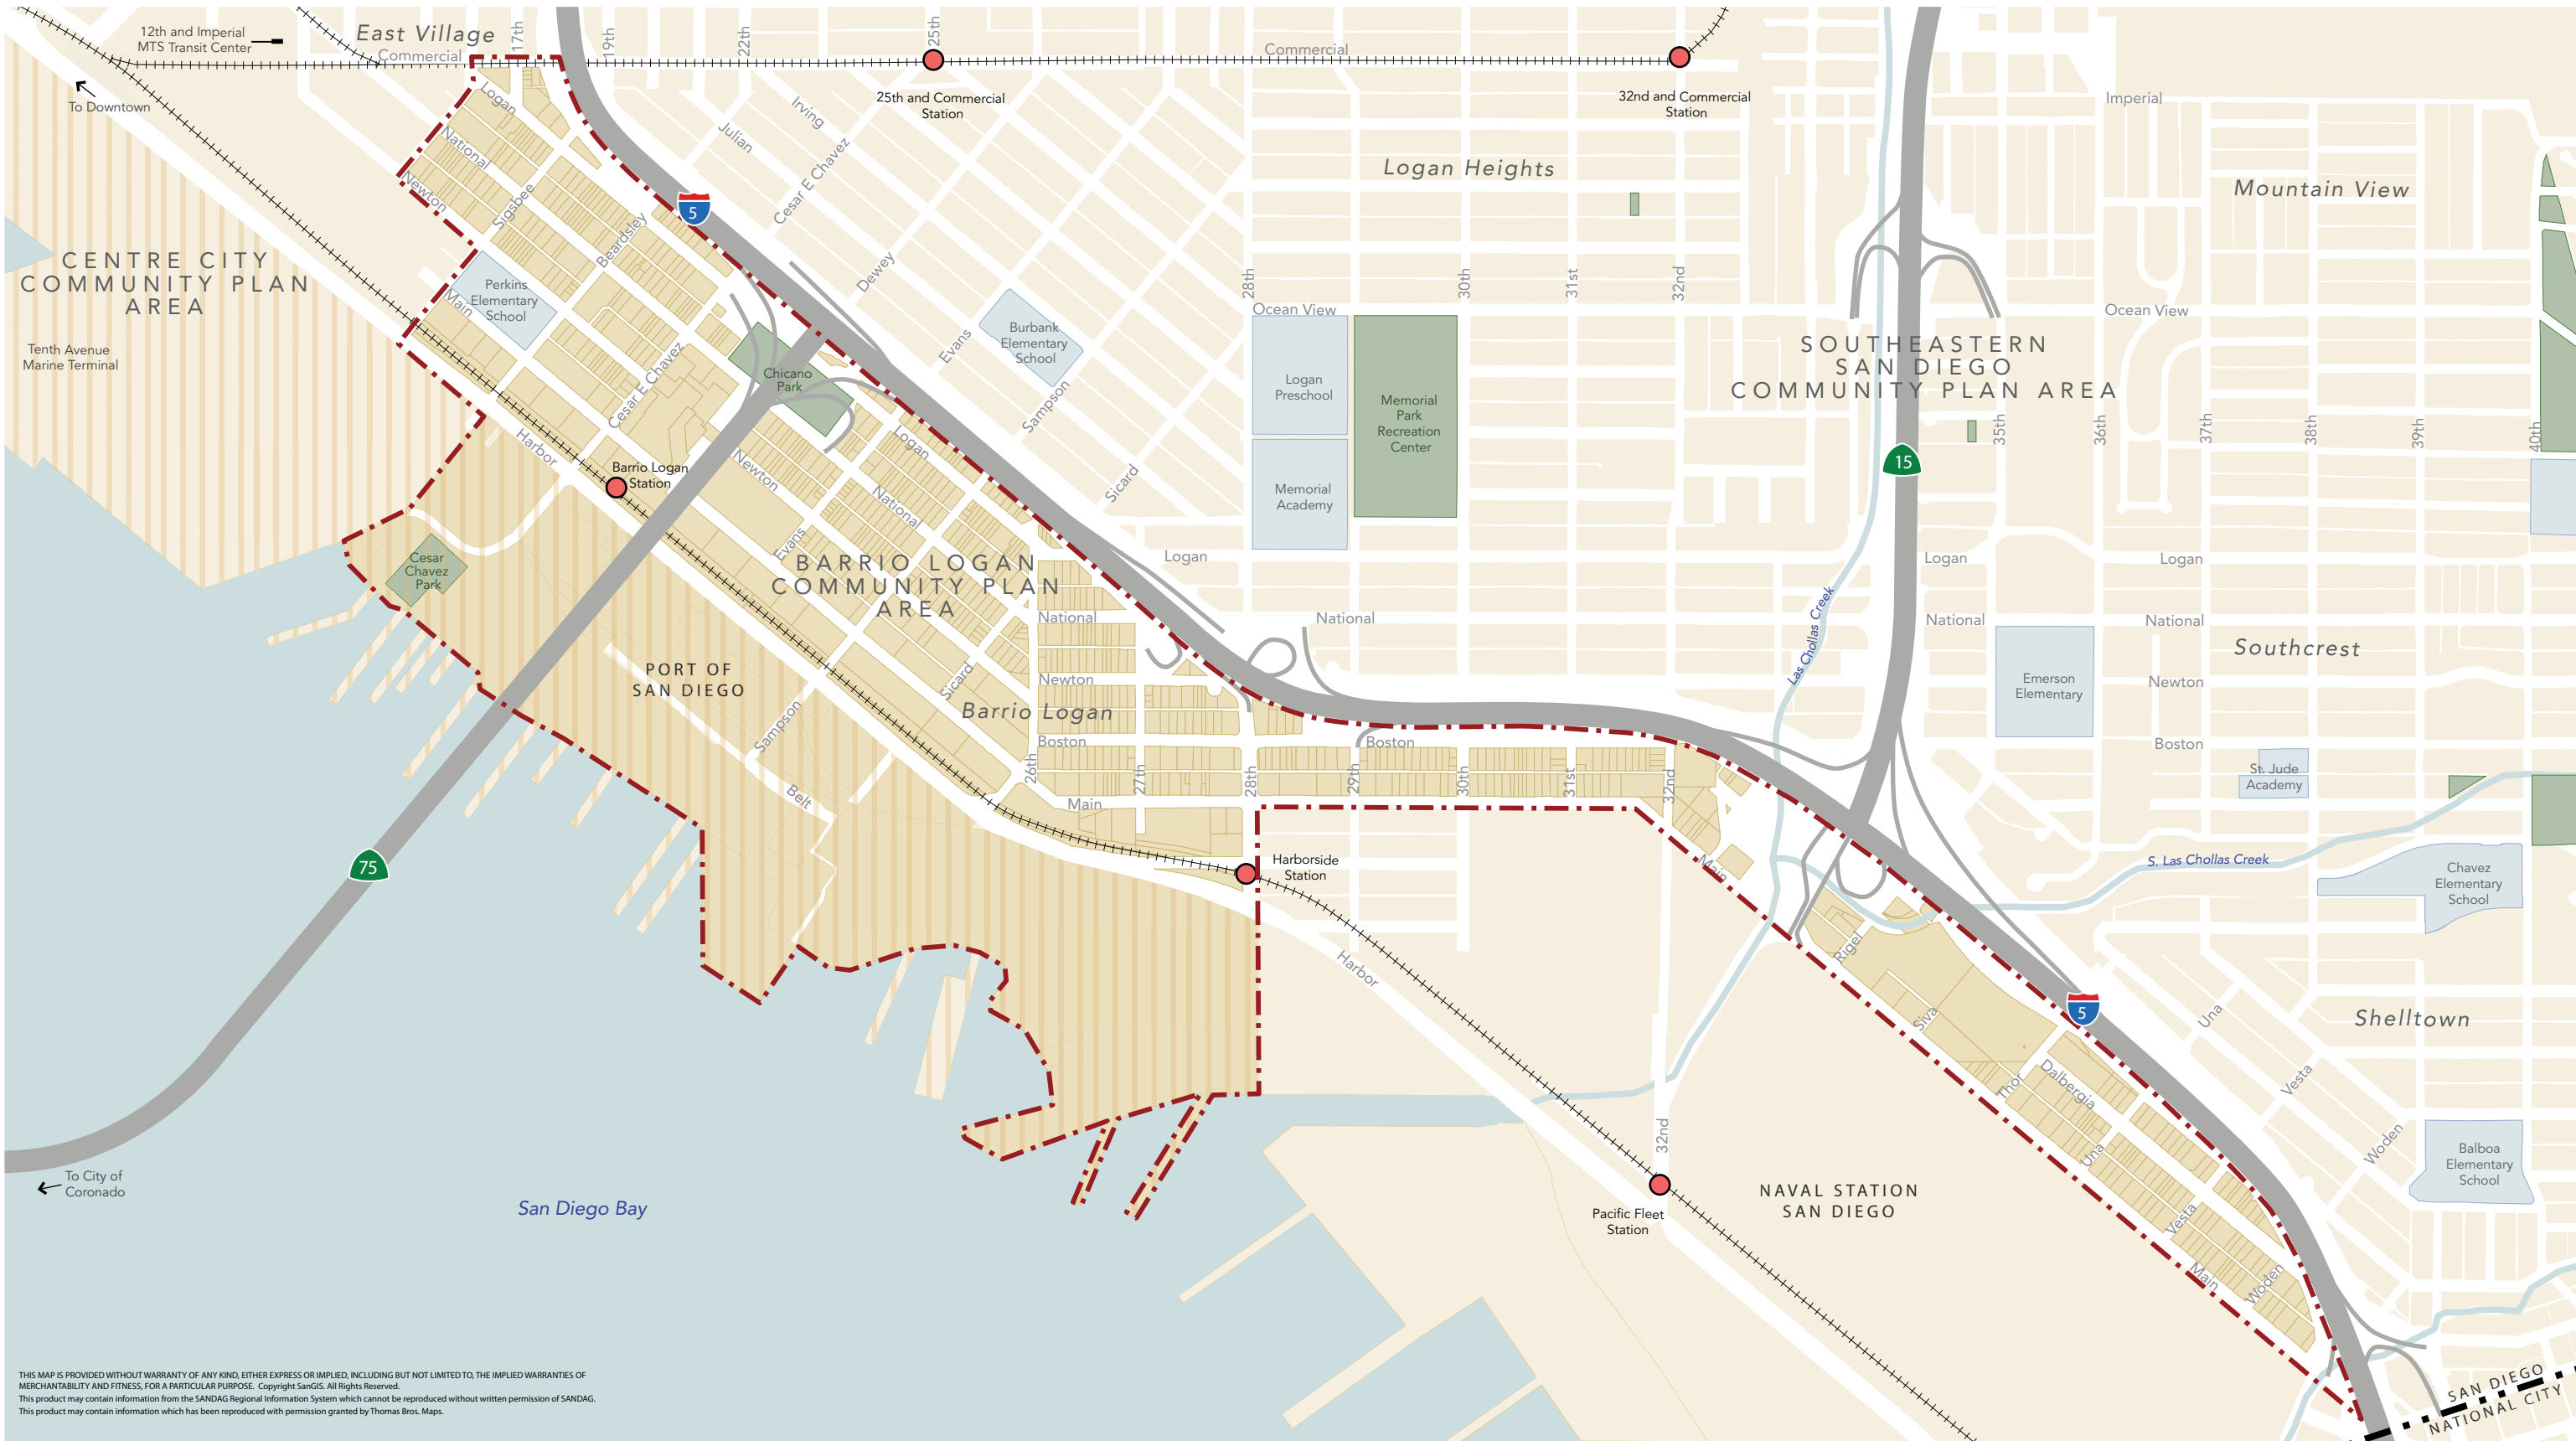 12th and Imperial
MTS Transit Center
East Village
Commercial
17th
19th
22th
25th
Commercial
To Downtown
25th and Commercial
Station
32nd and Commercial
Station
Imperial
Logan
National
Newton
Sigsbee
Beardsley
Julian
Irving
Cesar E Chavez
Dewey
5
Logan Heights
Mountain View
CENTRE CITY
COMMUNITY PLAN
AREA
Tenth Avenue
Marine Terminal
Perkins
Elementary
School
Main
Evans
Burbank
Elementary
School
Sampson
Sicard
28th
30th
31st
32nd
Ocean View
Ocean View
Logan
Preschool
Memorial
Academy
Memorial
Park
Recreation
Center
SOUTHEASTERN
SAN DIEGO
COMMUNITY PLAN AREA
15
35th
36th
37th
38th
39th
40th
Chicano
Park
Cesar E Chavez
Harbor
Barrio Logan
Station
Newton
Logan
National
Evans
Cesar
Chavez
Park
BARRIO LOGAN
COMMUNITY PLAN
AREA
Logan
Logan
Logan
National
National
National
National
Las Chollas Creek
Southcrest
Emerson
Elementary
Newton
Newton
PORT OF
SAN DIEGO
Sicard
Sampson
Barrio Logan
Boston
Boston
Boston
26th
27th
28th
29th
30th
31st
32nd
Belt
Main
St. Jude
Academy
75
Harborside
Station
Main
S. Las Chollas Creek
Chavez
Elementary
School
Harbor
Rigel
Siva
5
Una
Shelltown
Thor
Dalbergia
Vesta
Una
Woden
Balboa
Elementary
School
32nd
To City of
Coronado
San Diego Bay
Pacific Fleet
Station
NAVAL STATION
SAN DIEGO
Vesta
Main
Woden
SAN DIEGO
NATIONAL CITY
THIS MAP IS PROVIDED WITHOUT WARRANTY OF ANY KIND, EITHER EXPRESS OR IMPLIED, INCLUDING BUT NOT LIMITED TO, THE IMPLIED WARRANTIES OF
MERCHANTABILITY AND FITNESS, FOR A PARTICULAR PURPOSE. Copyright SanGIS. All Rights Reserved.
This product may contain information from the SANDAG Regional Information System which cannot be reproduced without written permission of SANDAG.
This product may contain information which has been reproduced with permission granted by Thomas Bros. Maps.